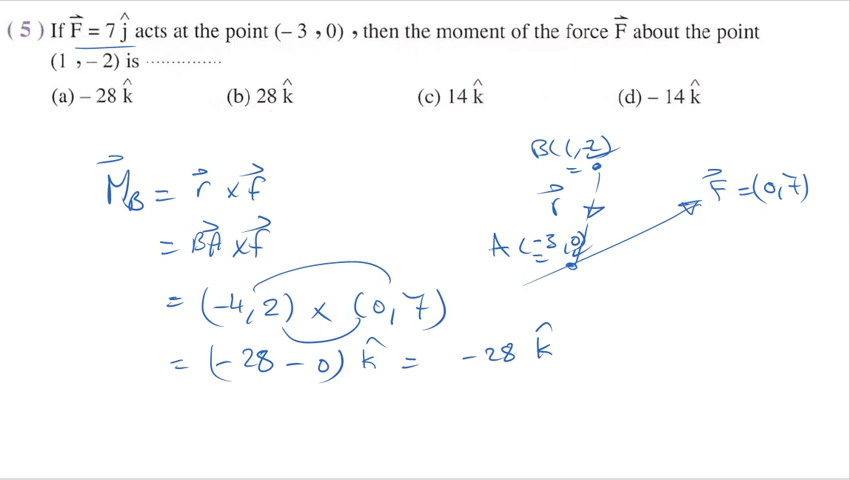 ( 5 ) If F⃗ = 7 ĵ acts at the point (– 3 , 0) , then the moment of the force F⃗ about the point
(1 , – 2) is ...............
(a) – 28 k̂ (b) 28 k̂ (c) 14 k̂ (d) – 14 k̂
M⃗_B = r⃗ × f⃗
= BA⃗ × f⃗
= (-4, 2) × (0, 7)
= (-28 - 0) k̂ = -28 k̂
B(1,-2)
r⃗
F⃗ = (0,7)
A(-3,0)